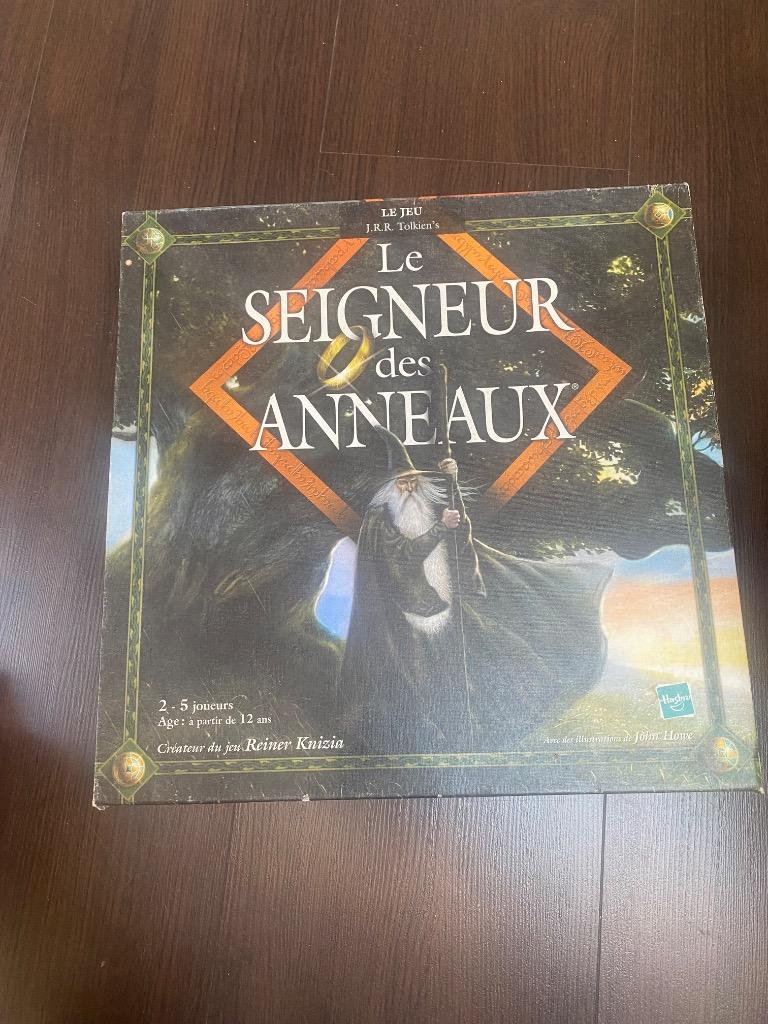 LE JEU
J.R.R. Tolkien's
Le
SEIGNEUR
des
ANNEAUX®
2 - 5 joueurs
Age : à partir de 12 ans
Créateur du jeu Reiner Knizia
Hasbro
Avec des illustrations de John Howe